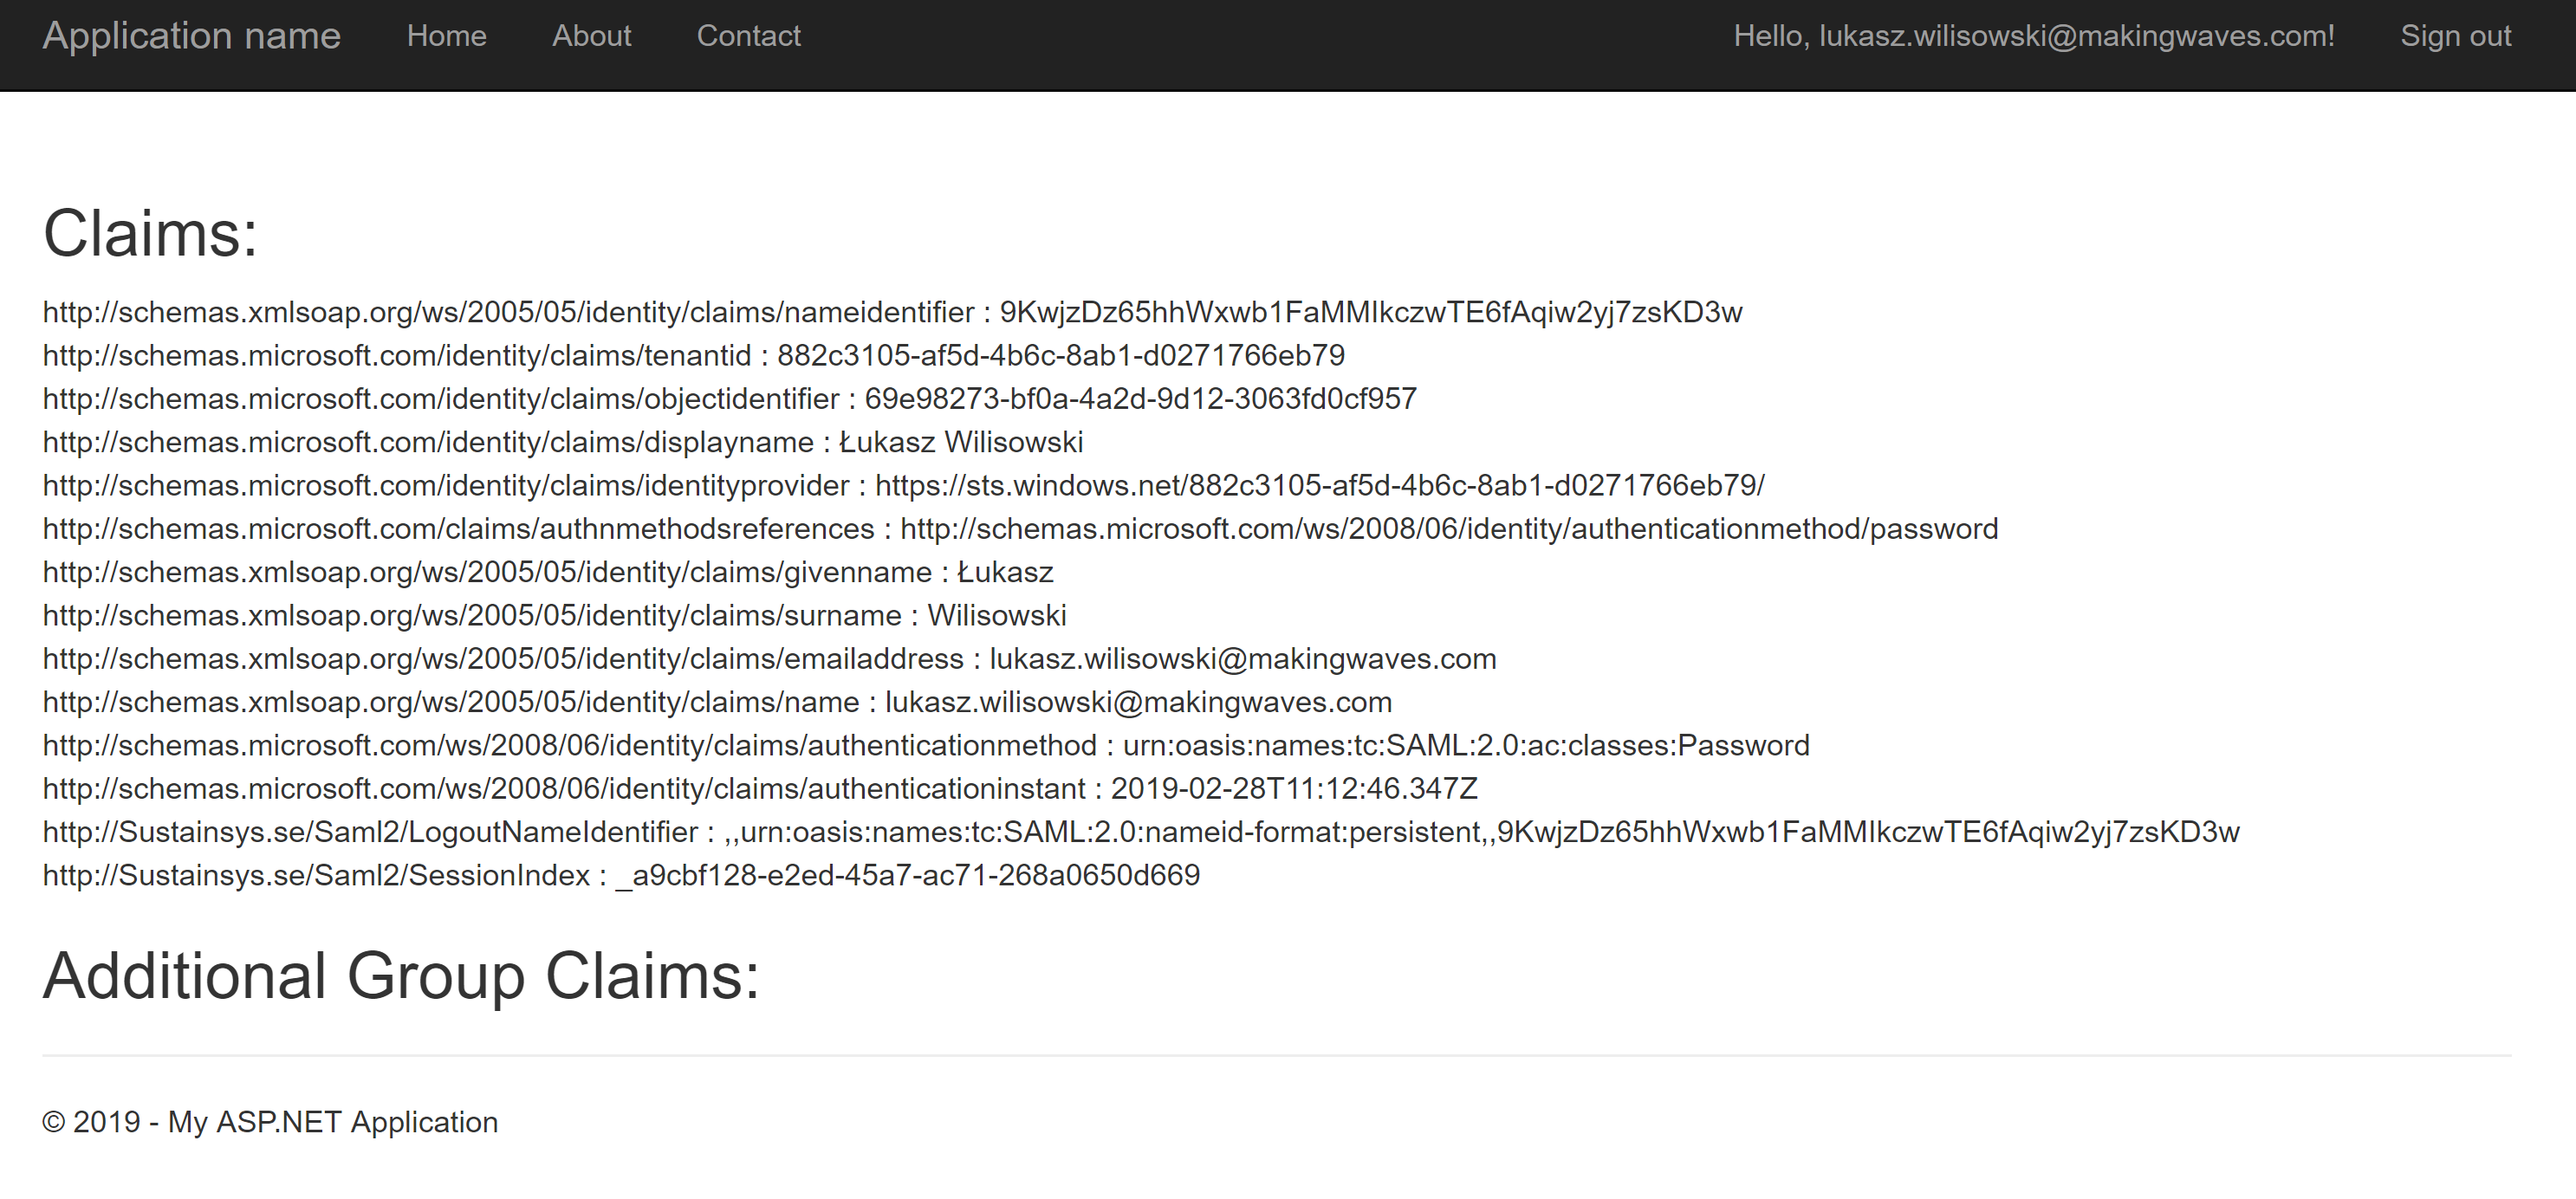 Application name Home About Contact Hello, lukasz.wilisowski@makingwaves.com! Sign out
Claims:
http://schemas.xmlsoap.org/ws/2005/05/identity/claims/nameidentifier : 9KwjzDz65hhWxwb1FaMMIkczwTE6fAqiw2yj7zsKD3w
http://schemas.microsoft.com/identity/claims/tenantid : 882c3105-af5d-4b6c-8ab1-d0271766eb79
http://schemas.microsoft.com/identity/claims/objectidentifier : 69e98273-bf0a-4a2d-9d12-3063fd0cf957
http://schemas.microsoft.com/identity/claims/displayname : Łukasz Wilisowski
http://schemas.microsoft.com/identity/claims/identityprovider : https://sts.windows.net/882c3105-af5d-4b6c-8ab1-d0271766eb79/
http://schemas.microsoft.com/claims/authnmethodsreferences : http://schemas.microsoft.com/ws/2008/06/identity/authenticationmethod/password
http://schemas.xmlsoap.org/ws/2005/05/identity/claims/givenname : Łukasz
http://schemas.xmlsoap.org/ws/2005/05/identity/claims/surname : Wilisowski
http://schemas.xmlsoap.org/ws/2005/05/identity/claims/emailaddress : lukasz.wilisowski@makingwaves.com
http://schemas.xmlsoap.org/ws/2005/05/identity/claims/name : lukasz.wilisowski@makingwaves.com
http://schemas.microsoft.com/ws/2008/06/identity/claims/authenticationmethod : urn:oasis:names:tc:SAML:2.0:ac:classes:Password
http://schemas.microsoft.com/ws/2008/06/identity/claims/authenticationinstant : 2019-02-28T11:12:46.347Z
http://Sustainsys.se/Saml2/LogoutNameIdentifier : ,,urn:oasis:names:tc:SAML:2.0:nameid-format:persistent,,9KwjzDz65hhWxwb1FaMMIkczwTE6fAqiw2yj7zsKD3w
http://Sustainsys.se/Saml2/SessionIndex : _a9cbf128-e2ed-45a7-ac71-268a0650d669
Additional Group Claims:
© 2019 - My ASP.NET Application